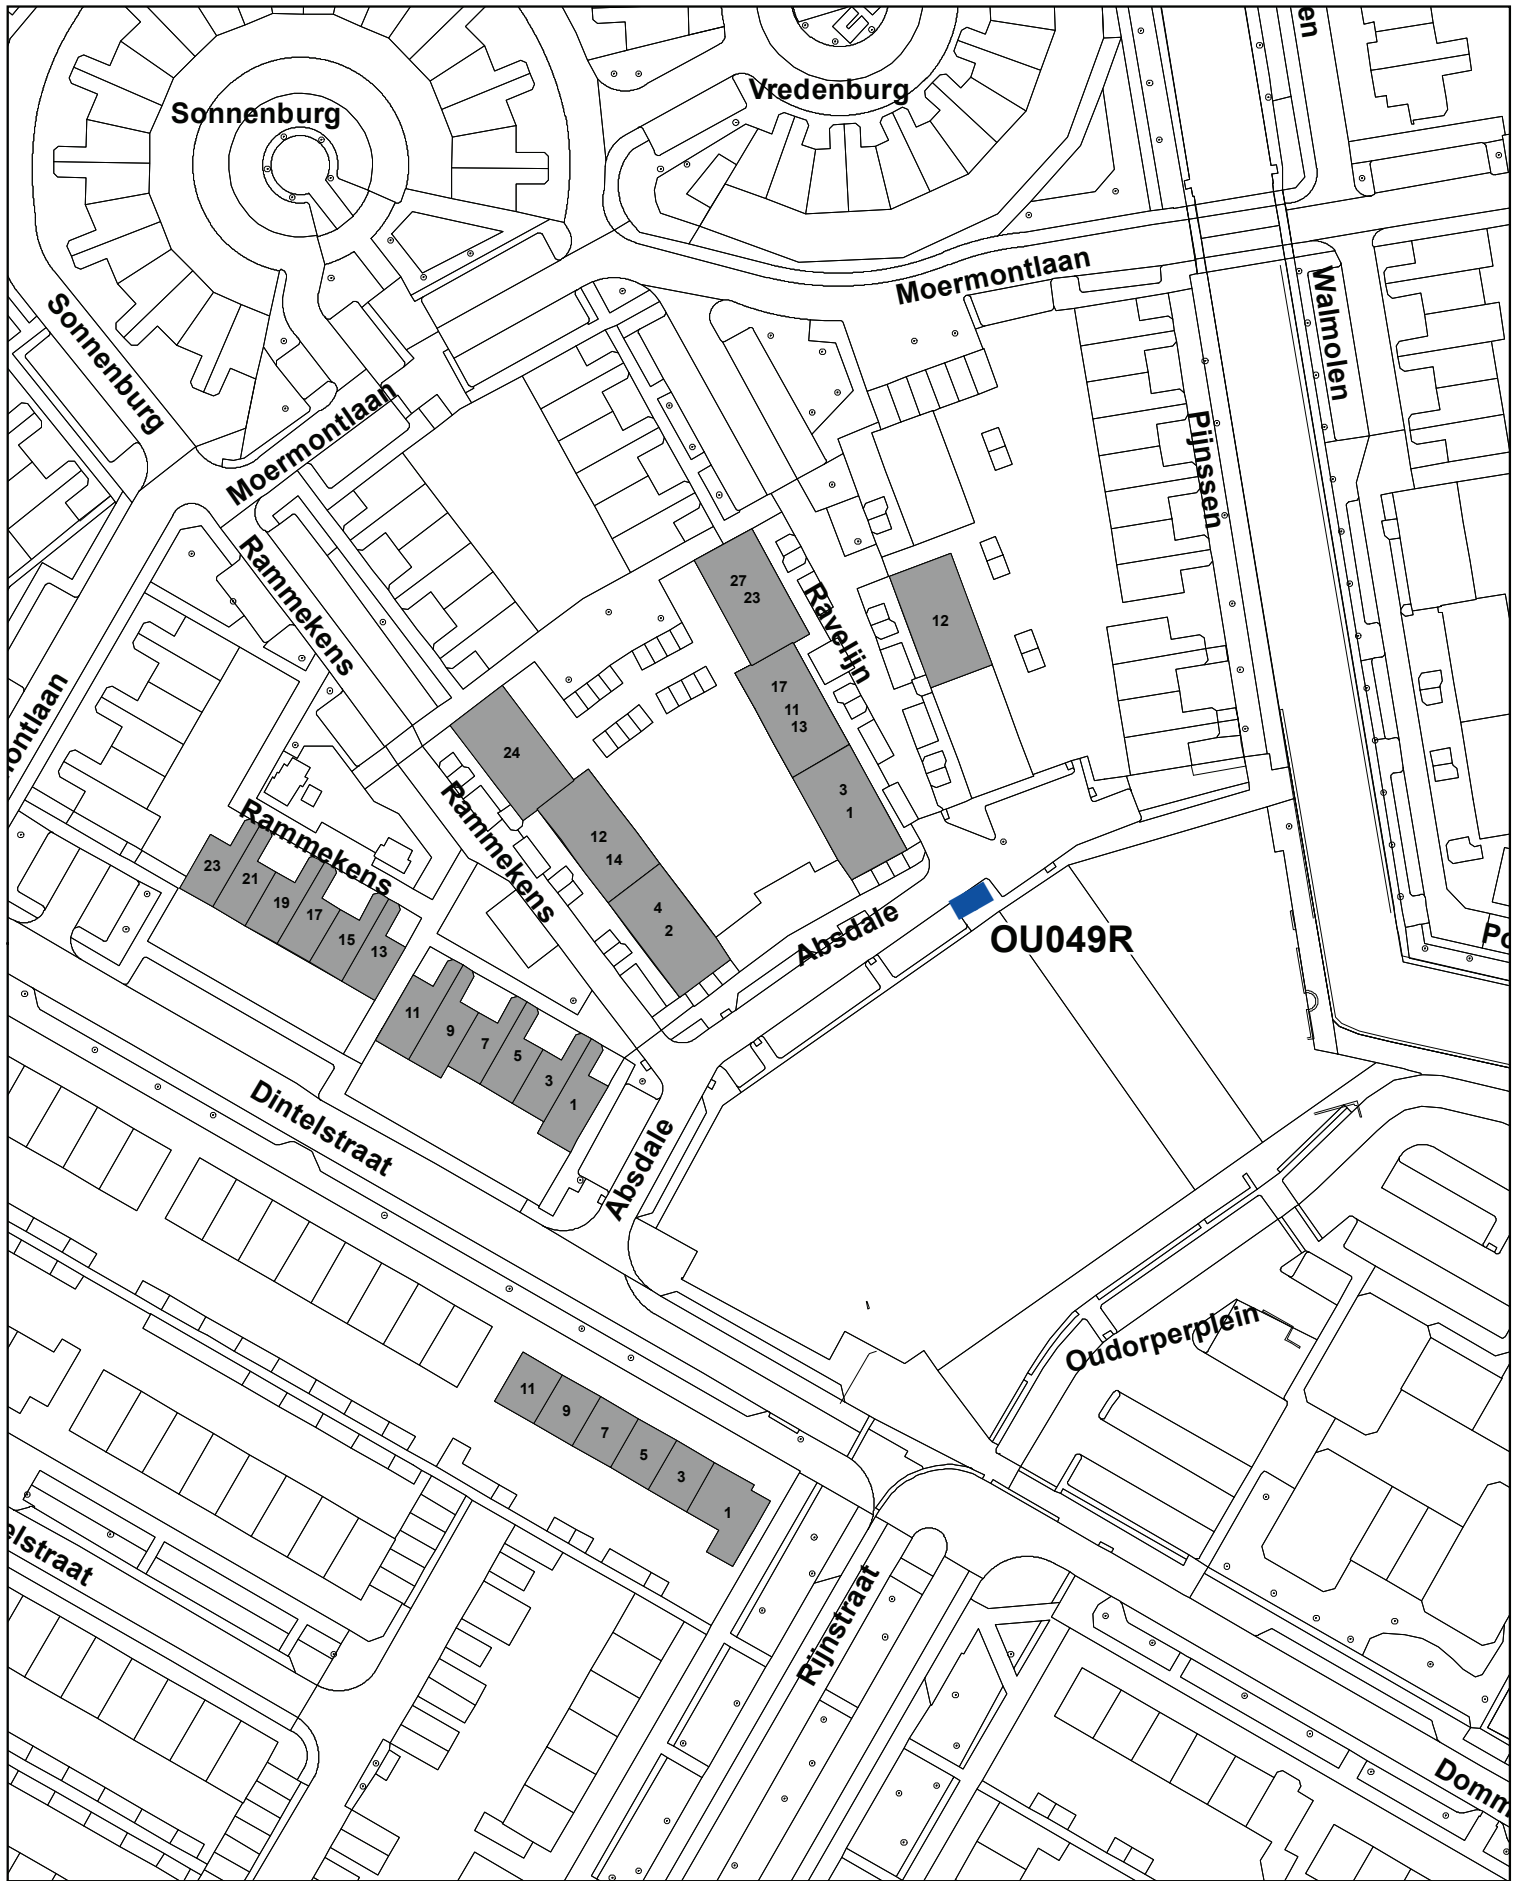 en
Vredenburg
Sonnenburg
Moermontlaan
Walmolen
Sonnenburg
Moermontlaan
Pijnssen
Rammekens
27
23
Ravelijn
12
ontlaan
17
11
13
24
3
1
Rammekens
Rammekens
12
14
23
21
19
17
15
13
4
2
Absdale
OU049R
Po
11
9
7
5
3
1
Dintelstraat
Absdale
Oudorperplein
11
9
7
5
3
1
elstraat
Rijnstraat
Domm